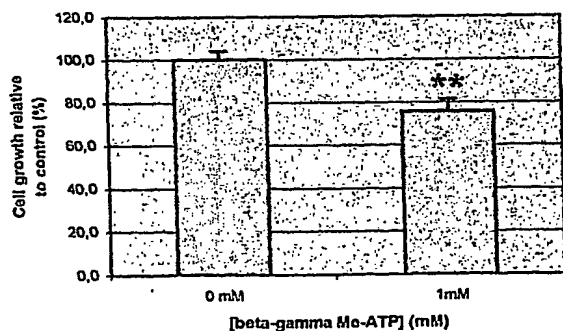 120,0
100,0
80,0
60,0
40,0
20,0
0,0
Cell growth relative
to control (%)
**
0 mM
1mM
[beta-gamma Me-ATP] (mM)